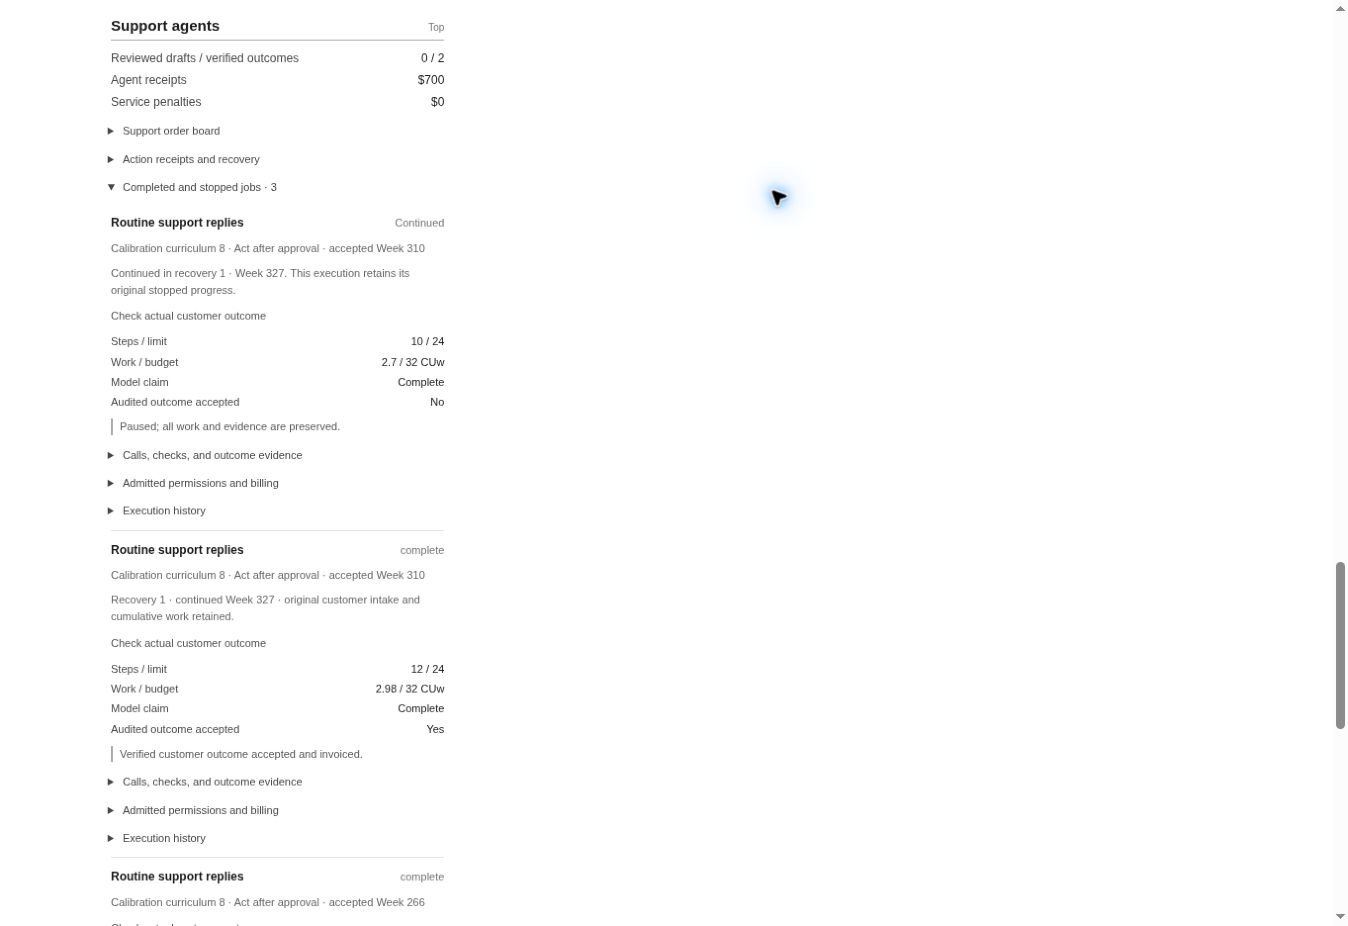 Support agents Top
Reviewed drafts / verified outcomes 0 / 2
Agent receipts $700
Service penalties $0
Support order board
Action receipts and recovery
Completed and stopped jobs · 3
Routine support replies Continued
Calibration curriculum 8 · Act after approval · accepted Week 310
Continued in recovery 1 · Week 327. This execution retains its
original stopped progress.
Check actual customer outcome
Steps / limit 10 / 24
Work / budget 2.7 / 32 CUw
Model claim Complete
Audited outcome accepted No
Paused; all work and evidence are preserved.
Calls, checks, and outcome evidence
Admitted permissions and billing
Execution history
Routine support replies complete
Calibration curriculum 8 · Act after approval · accepted Week 310
Recovery 1 · continued Week 327 · original customer intake and
cumulative work retained.
Check actual customer outcome
Steps / limit 12 / 24
Work / budget 2.98 / 32 CUw
Model claim Complete
Audited outcome accepted Yes
Verified customer outcome accepted and invoiced.
Calls, checks, and outcome evidence
Admitted permissions and billing
Execution history
Routine support replies complete
Calibration curriculum 8 · Act after approval · accepted Week 266